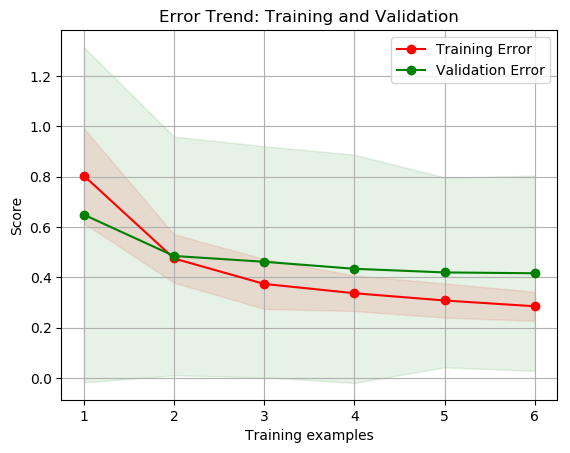 Error Trend: Training and Validation
Training Error
Validation Error
Score
1.2
1.0
0.8
0.6
0.4
0.2
0.0
1 2 3 4 5 6
Training examples